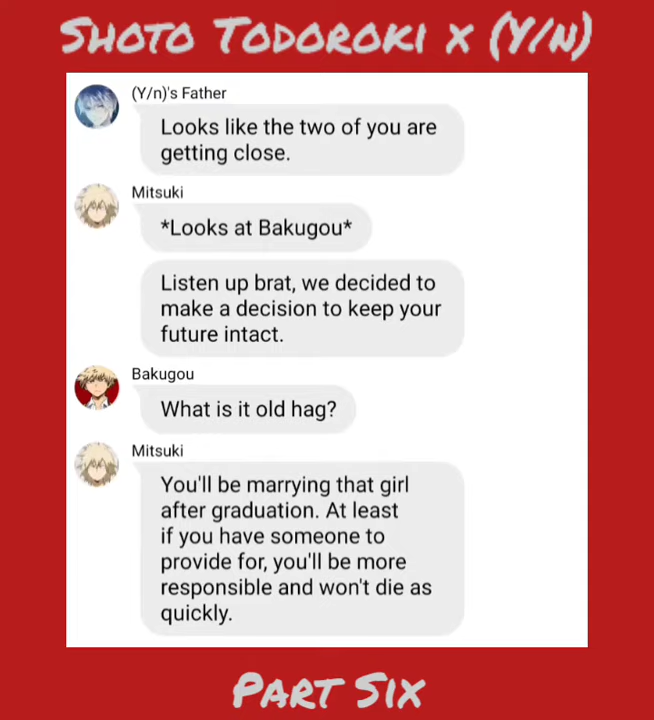 SHOTO TODOROKI X (Y/N)
(Y/n)'s Father
Looks like the two of you are
getting close.
Mitsuki
*Looks at Bakugou*
Listen up brat, we decided to
make a decision to keep your
future intact.
Bakugou
What is it old hag?
Mitsuki
You'll be marrying that girl
after graduation. At least
if you have someone to
provide for, you'll be more
responsible and won't die as
quickly.
PART SIX